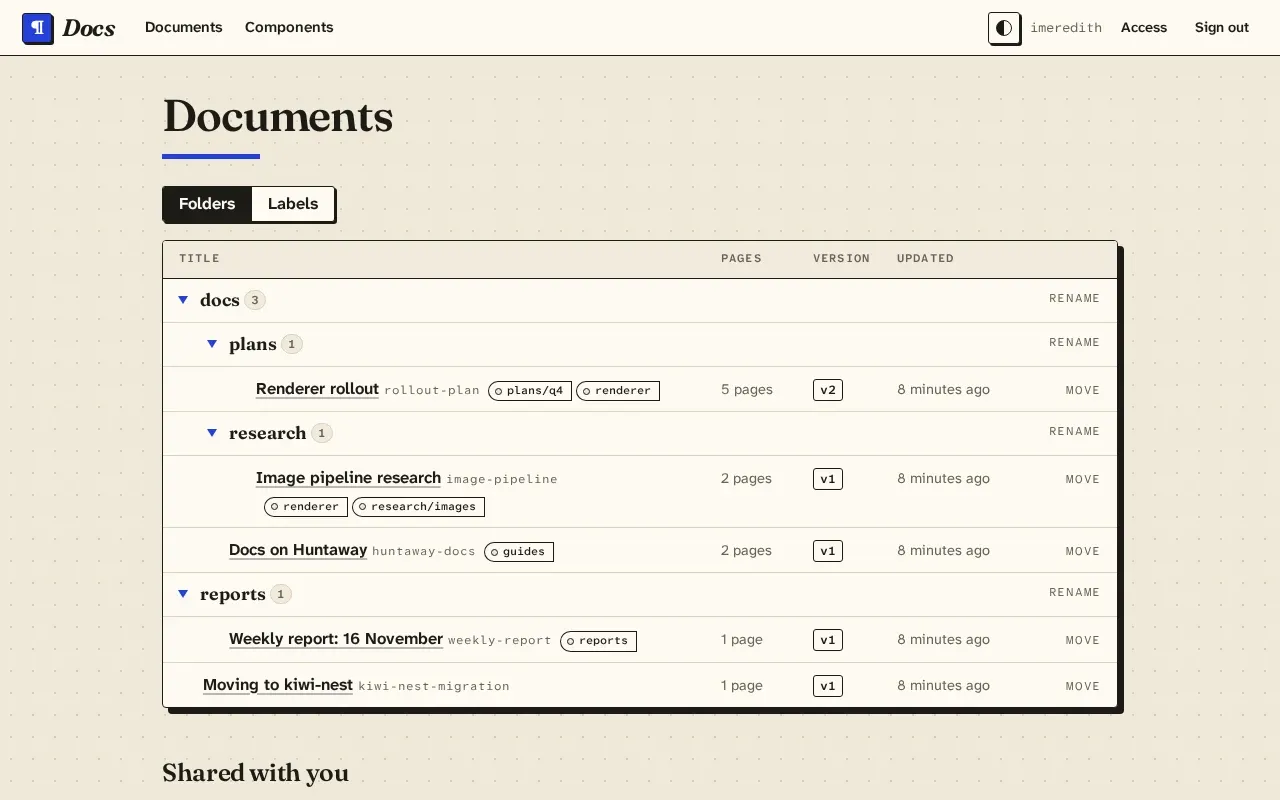 ¶ Docs Documents Components imeredith Access Sign out
Documents
Folders Labels
TITLE PAGES VERSION UPDATED
docs 3 RENAME
plans 1 RENAME
Renderer rollout rollout-plan plans/q4 renderer 5 pages v2 8 minutes ago MOVE
research 1 RENAME
Image pipeline research image-pipeline 2 pages v1 8 minutes ago MOVE
renderer research/images
Docs on Huntaway huntaway-docs guides 2 pages v1 8 minutes ago MOVE
reports 1 RENAME
Weekly report: 16 November weekly-report reports 1 page v1 8 minutes ago MOVE
Moving to kiwi-nest kiwi-nest-migration 1 page v1 8 minutes ago MOVE
Shared with you